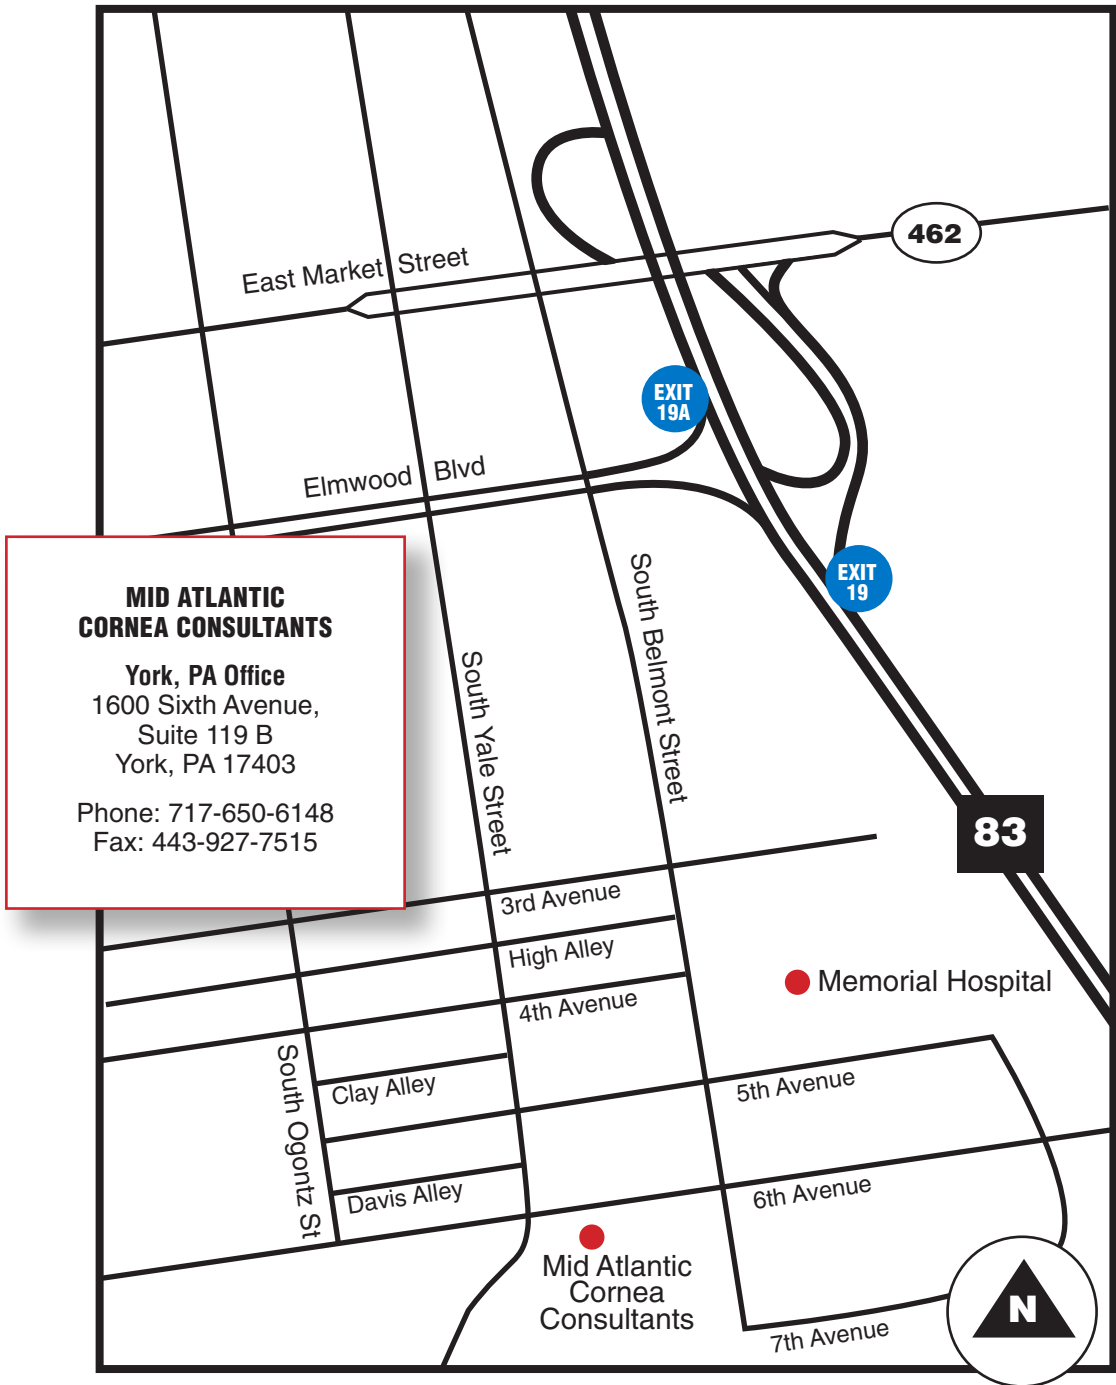 462
East Market Street
EXIT
19A
Elmwood Blvd
EXIT
19
MID ATLANTIC
CORNEA CONSULTANTS
York, PA Office
1600 Sixth Avenue,
Suite 119 B
York, PA 17403
Phone: 717-650-6148
Fax: 443-927-7515
South Belmont Street
South Yale Street
83
3rd Avenue
High Alley
Memorial Hospital
4th Avenue
South Ogontz St
Clay Alley
5th Avenue
Davis Alley
6th Avenue
Mid Atlantic
Cornea
Consultants
7th Avenue
N